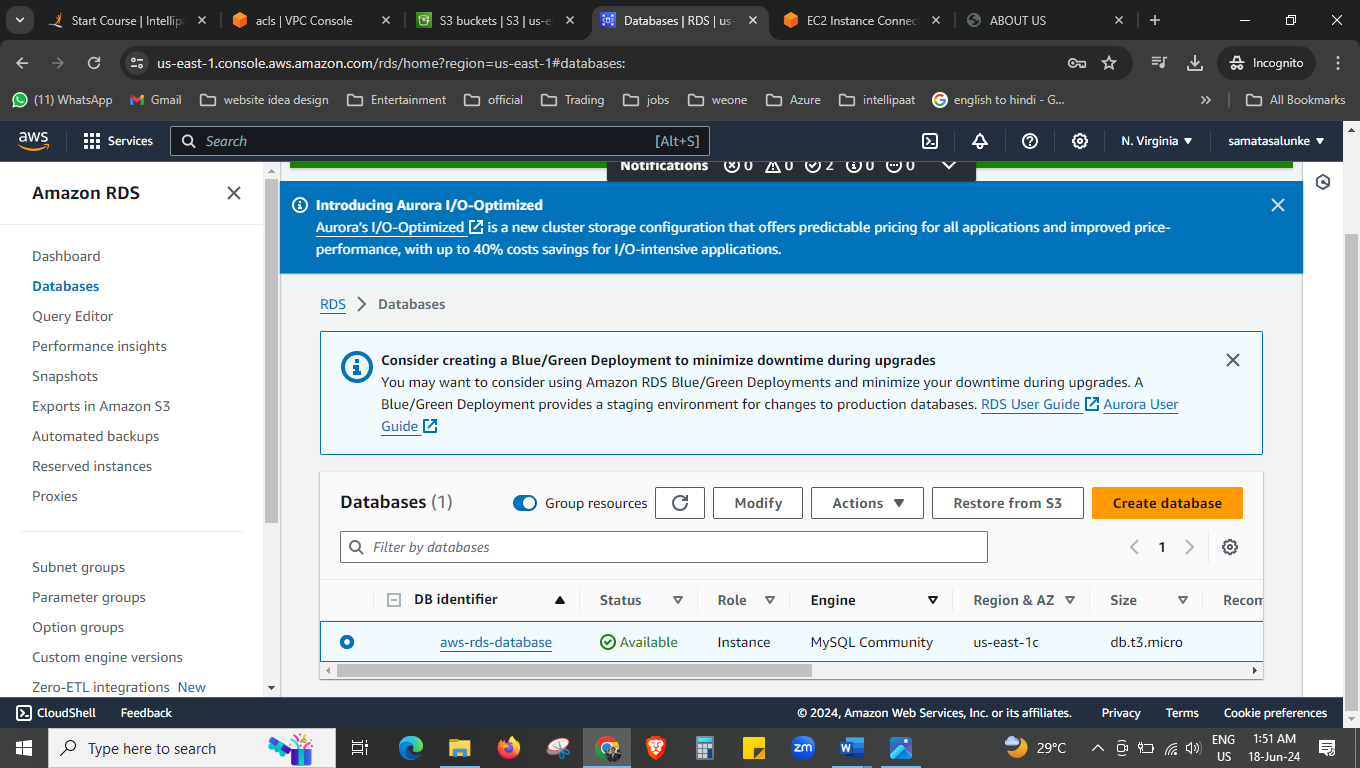 Start Course | Intellipa
acls | VPC Console
S3 buckets | S3 | us-e
Databases | RDS | us-
EC2 Instance Connec
ABOUT US
us-east-1.console.aws.amazon.com/rds/home?region=us-east-1#databases:
Incognito
(11) WhatsApp
Gmail
website idea design
Entertainment
official
Trading
jobs
weone
Azure
intellipaat
english to hindi - G...
All Bookmarks
aws
Services
Search
[Alt+S]
N. Virginia
samatasalunke
Amazon RDS
Dashboard
Databases
Query Editor
Performance insights
Snapshots
Exports in Amazon S3
Automated backups
Reserved instances
Proxies
Subnet groups
Parameter groups
Option groups
Custom engine versions
Zero-ETL integrations New
Notifications 0 0 2 0 0
Introducing Aurora I/O-Optimized
Aurora's I/O-Optimized is a new cluster storage configuration that offers predictable pricing for all applications and improved price-
performance, with up to 40% costs savings for I/O-intensive applications.
RDS > Databases
Consider creating a Blue/Green Deployment to minimize downtime during upgrades
You may want to consider using Amazon RDS Blue/Green Deployments and minimize your downtime during upgrades. A
Blue/Green Deployment provides a staging environment for changes to production databases. RDS User Guide Aurora User
Guide
Databases (1)
Group resources
Modify
Actions
Restore from S3
Create database
Filter by databases
1
DB identifier
Status
Role
Engine
Region & AZ
Size
Recom
aws-rds-database
Available
Instance
MySQL Community
us-east-1c
db.t3.micro
CloudShell
Feedback
© 2024, Amazon Web Services, Inc. or its affiliates.
Privacy
Terms
Cookie preferences
Type here to search
zm
29°C
ENG
US
1:51 AM
18-Jun-24